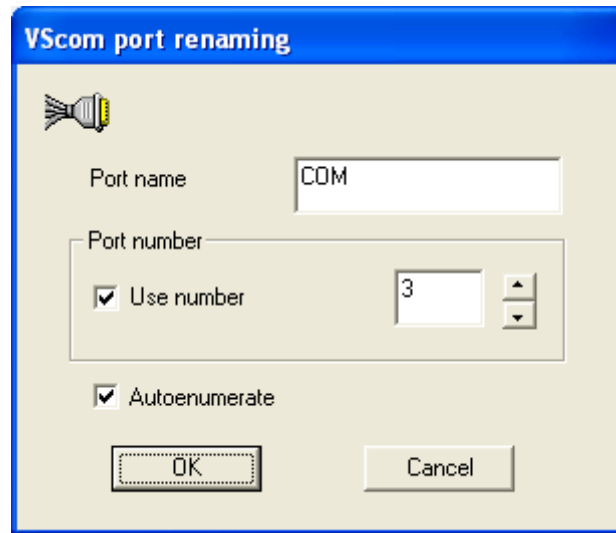 VScom port renaming
Port name COM
Port number
Use number 3
Autoenumerate
OK Cancel